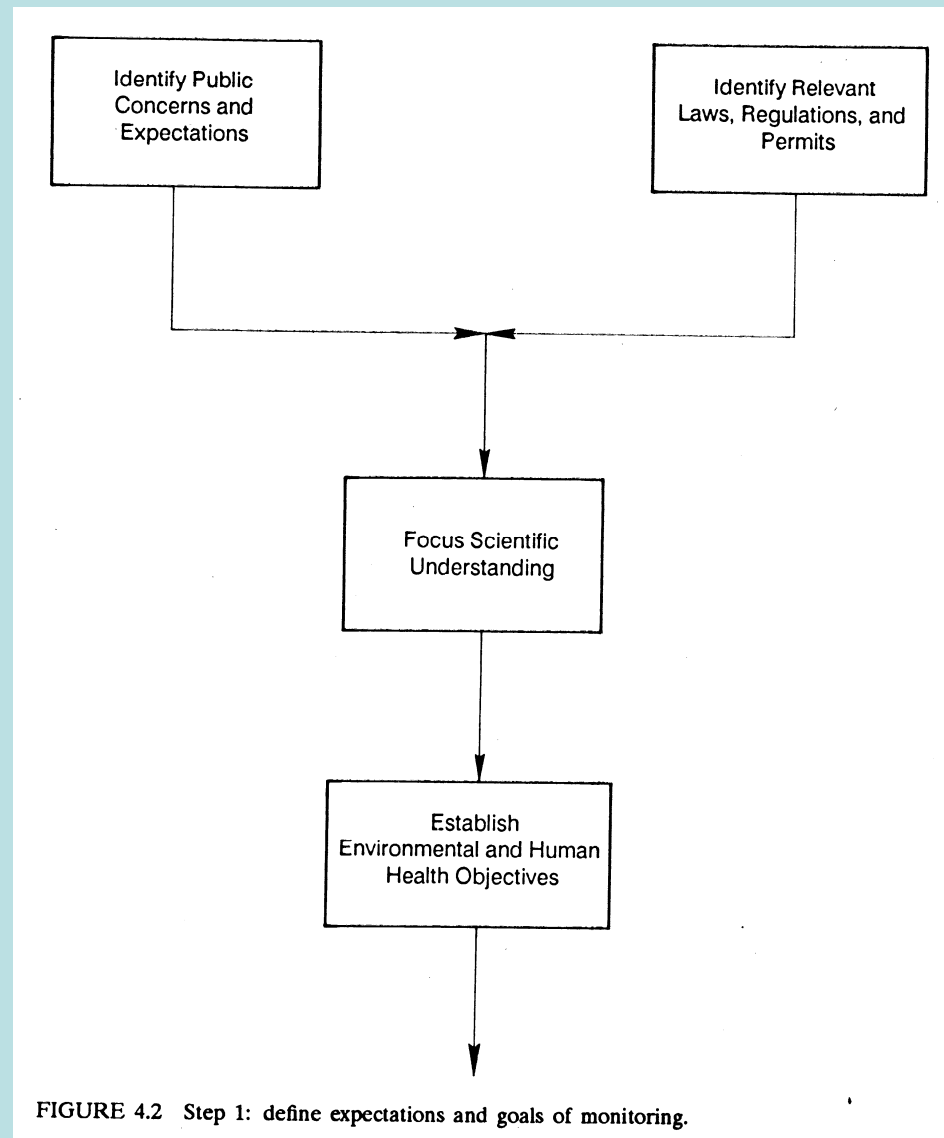 Identify Public
Concerns and
Expectations
Identify Relevant
Laws, Regulations, and
Permits
Focus Scientific
Understanding
Establish
Environmental and Human
Health Objectives
FIGURE 4.2 Step 1: define expectations and goals of monitoring.